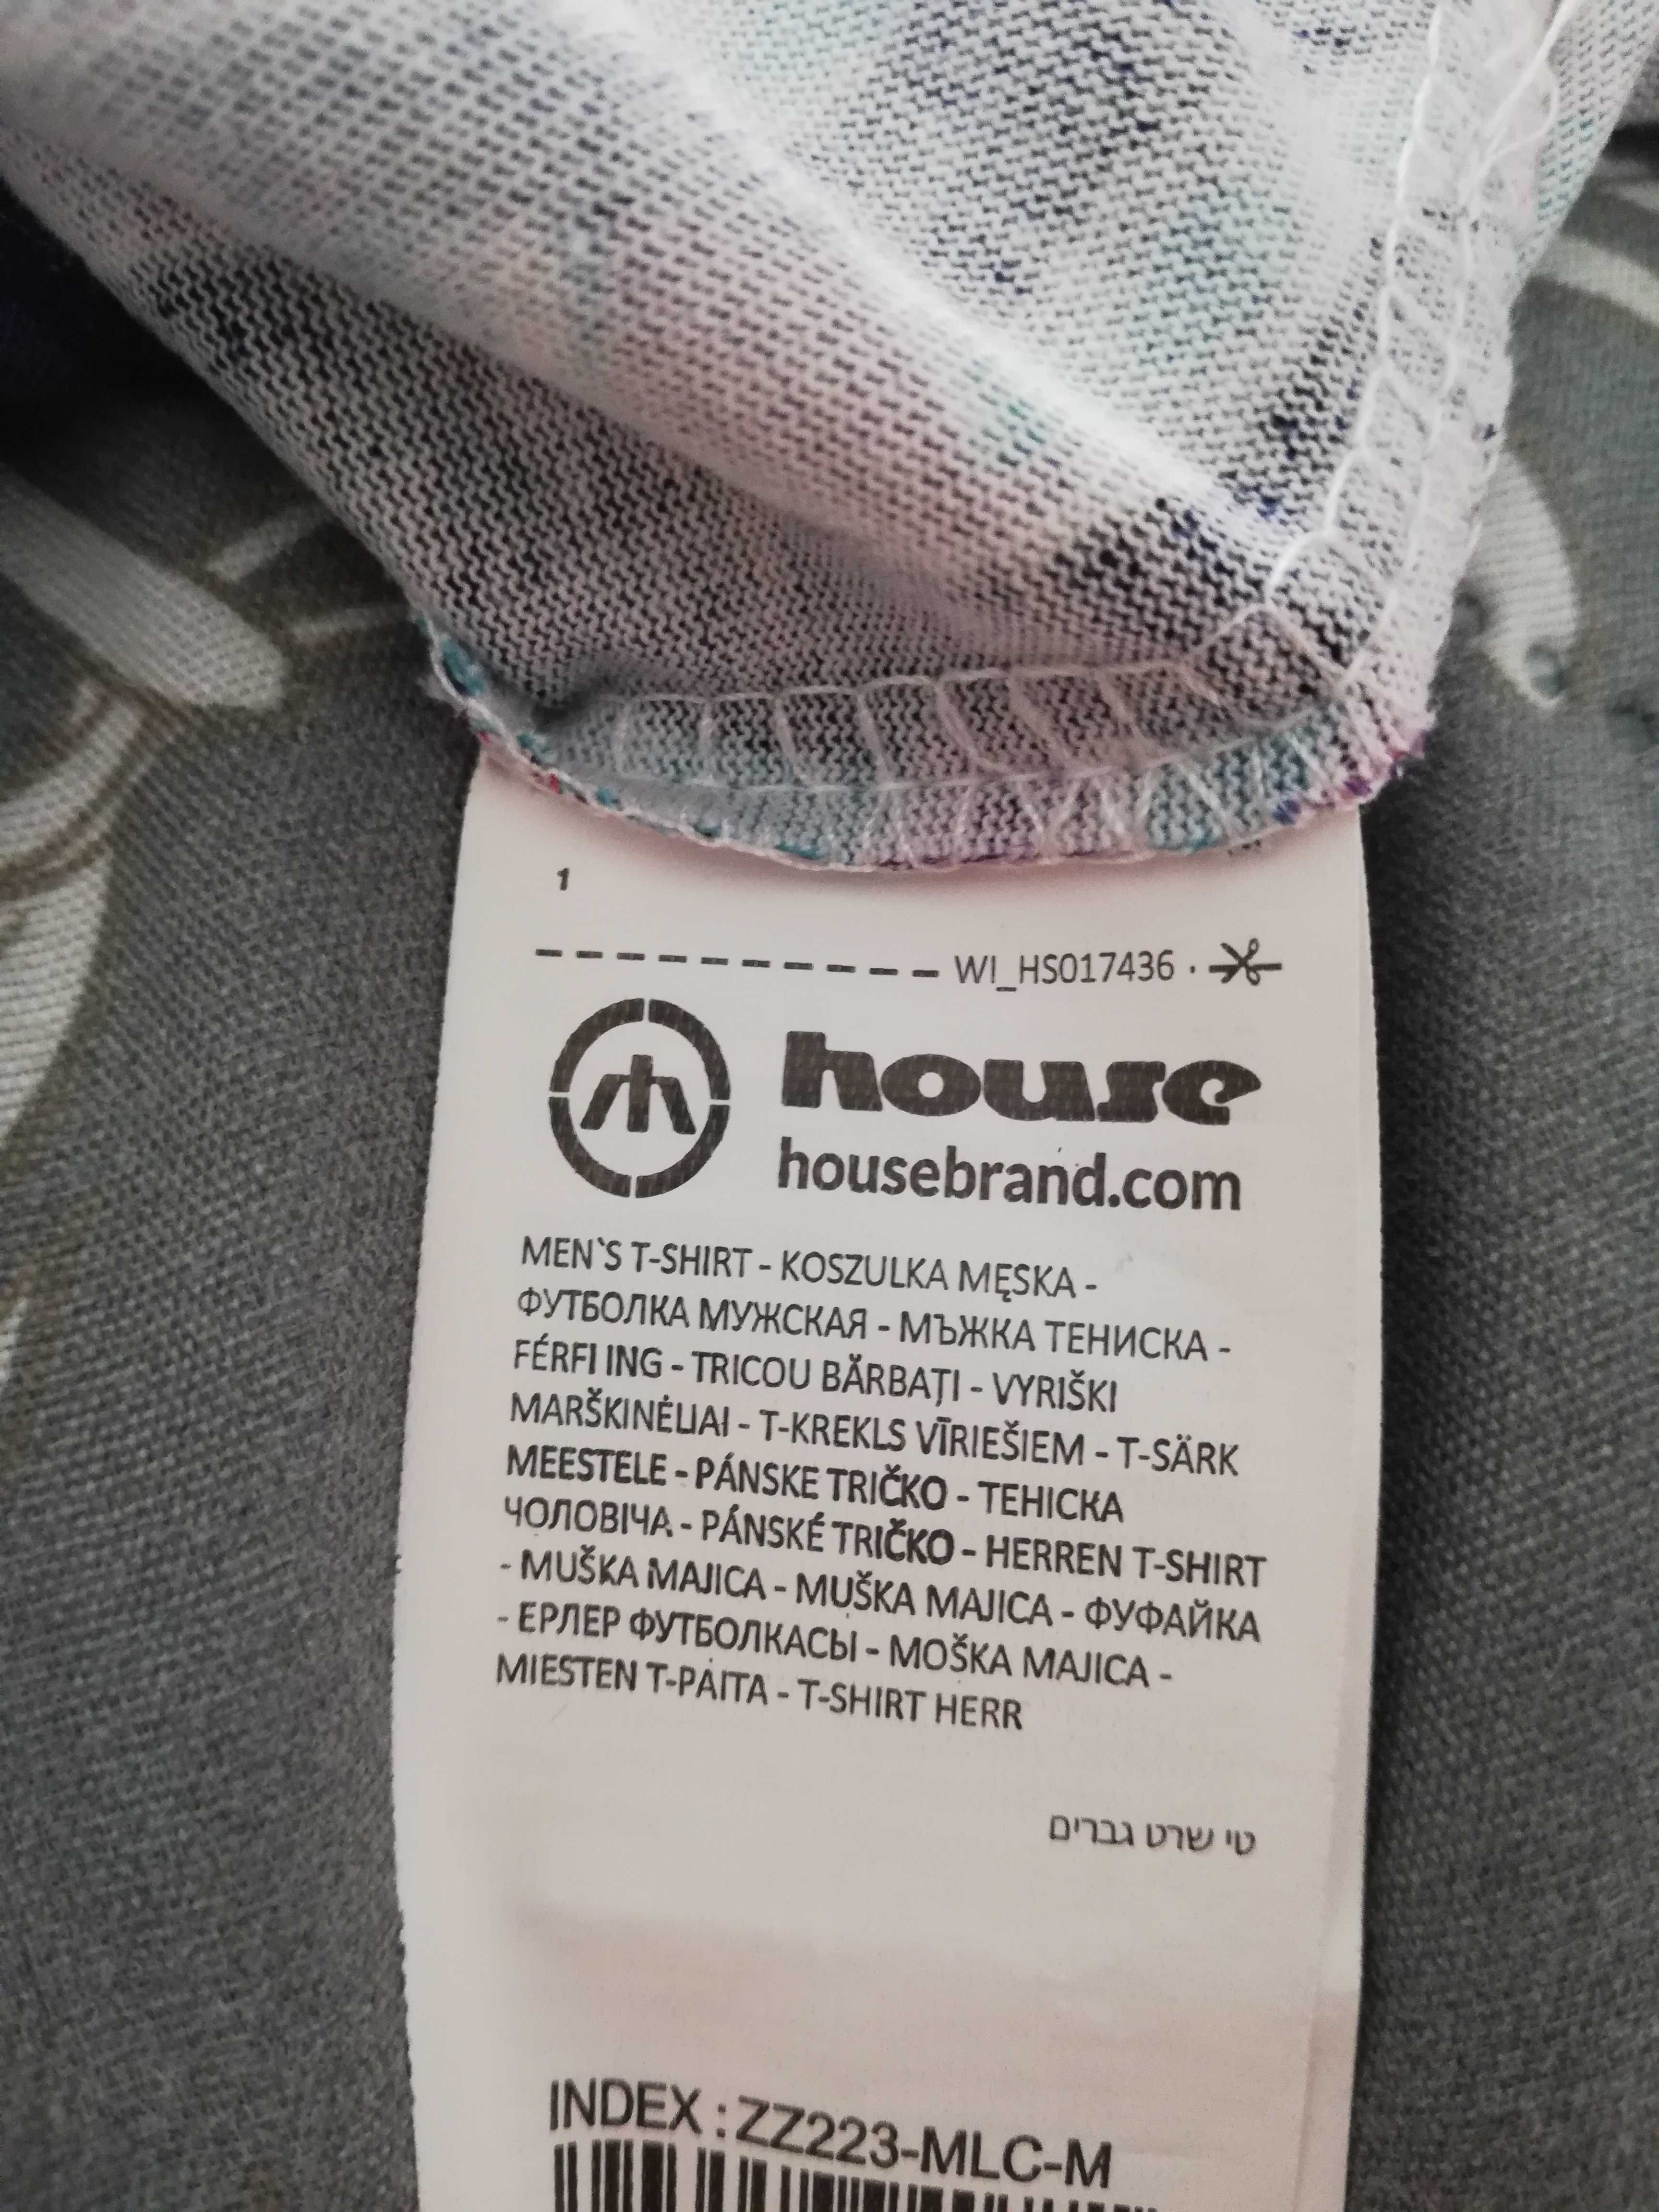 1
WI_HS017436
house
housebrand.com
MEN`S T-SHIRT - KOSZULKA MĘSKA -
ФУТБОЛКА МУЖСКАЯ - МЪЖКА ТЕНИСКА -
FÉRFI ING - TRICOU BĂRBAȚI - VYRIŠKI
MARŠKINĖLIAI - T-KREKLS VĪRIEŠIEM - T-SÄRK
MEESTELE - PÁNSKE TRIČKO - ТЕНІСКА
ЧОЛОВІЧА - PÁNSKÉ TRIČKO - HERREN T-SHIRT
- MUŠKA MAJICA - MUŠKA MAJICA - ФУФАЙКА
- ЕРЛЕР ФУТБОЛКАСЫ - MOŠKA MAJICA -
MIESTEN T-PAITA - T-SHIRT HERR
טי שרט גברים
INDEX : ZZ223-MLC-M